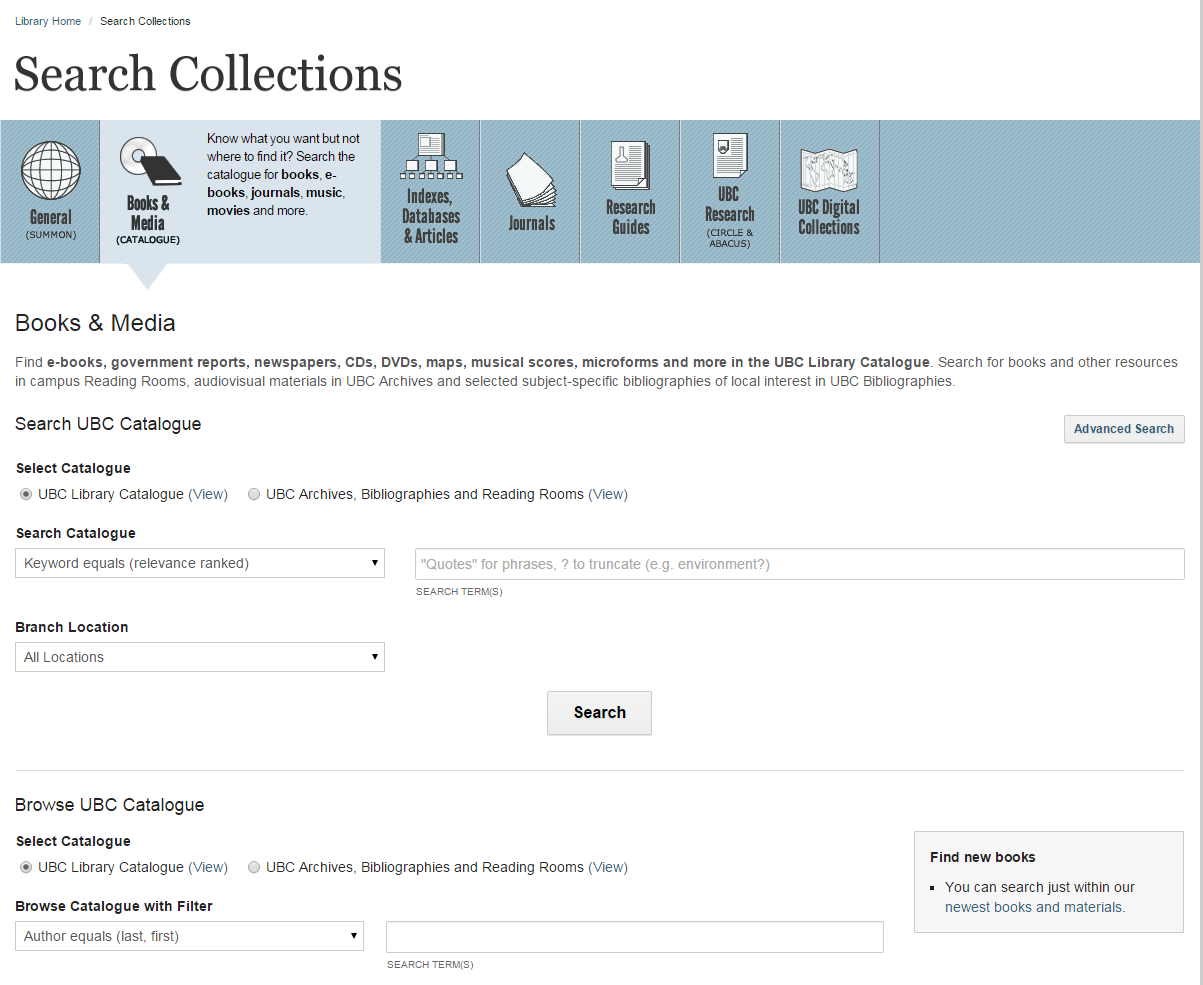 Library Home / Search Collections
Search Collections
General
(SUMMON)
Books &
Media
(CATALOGUE)
Know what you want but not
where to find it? Search the
catalogue for books, e-
books, journals, music,
movies and more.
Indexes,
Databases
& Articles
Journals
Research
Guides
UBC
Research
(CIRCLE &
ABACUS)
UBC Digital
Collections
Books & Media
Find e-books, government reports, newspapers, CDs, DVDs, maps, musical scores, microforms and more in the UBC Library Catalogue. Search for books and other resources
in campus Reading Rooms, audiovisual materials in UBC Archives and selected subject-specific bibliographies of local interest in UBC Bibliographies.
Search UBC Catalogue
Advanced Search
Select Catalogue
UBC Library Catalogue (View) UBC Archives, Bibliographies and Reading Rooms (View)
Search Catalogue
Keyword equals (relevance ranked)
"Quotes" for phrases, ? to truncate (e.g. environment?)
SEARCH TERM(S)
Branch Location
All Locations
Search
Browse UBC Catalogue
Select Catalogue
UBC Library Catalogue (View) UBC Archives, Bibliographies and Reading Rooms (View)
Browse Catalogue with Filter
Author equals (last, first)
SEARCH TERM(S)
Find new books
You can search just within our
newest books and materials.